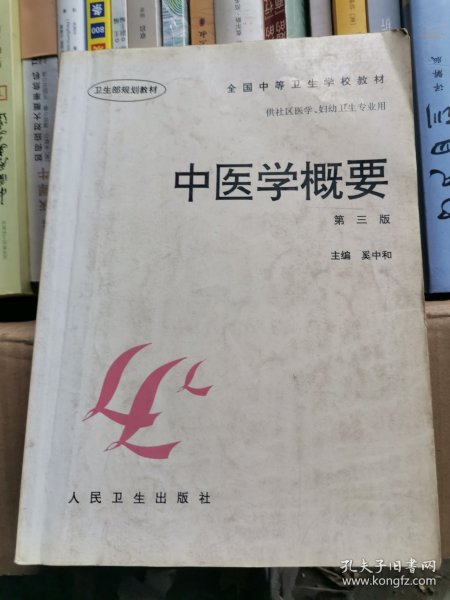 卫生部规划教材
全国中等卫生学校教材
供社区医学、妇幼卫生专业用
中医学概要
第三版
主编 奚中和
人民卫生出版社
孔夫子旧书网
www.kongfz.com
800